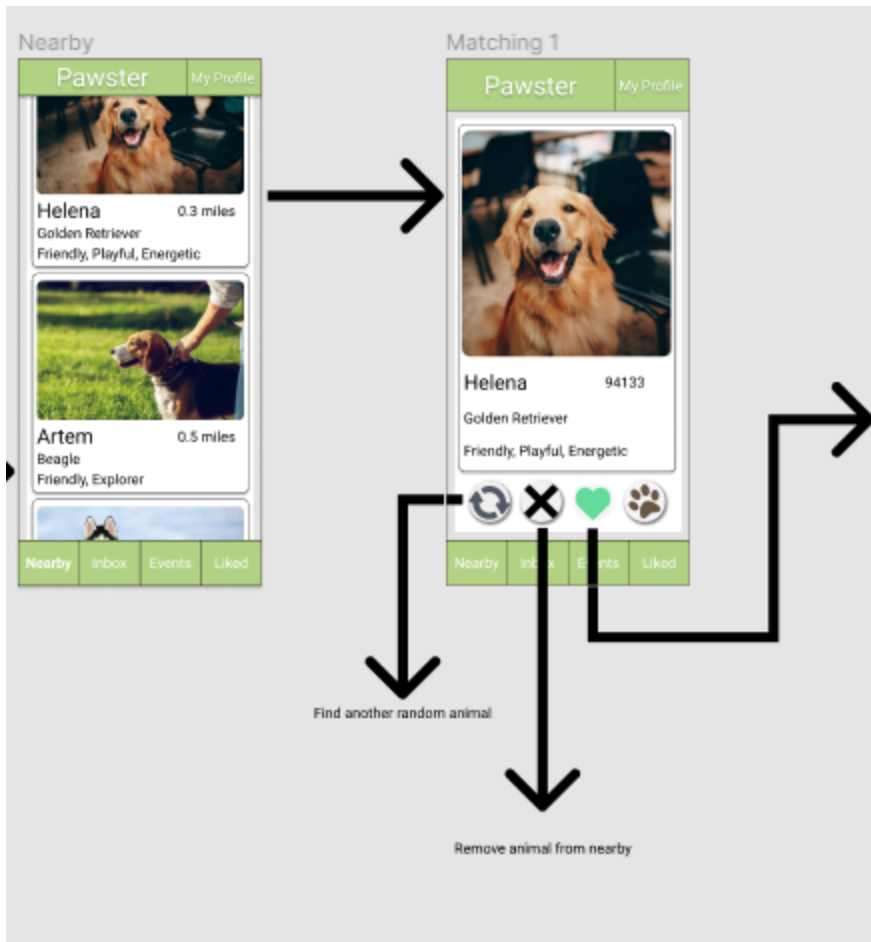 Nearby
Pawster
My Profile
Helena
0.3 miles
Golden Retriever
Friendly, Playful, Energetic
Artem
0.5 miles
Beagle
Friendly, Explorer
Nearby
Inbox
Events
Liked
Matching 1
Pawster
My Profile
Helena
94133
Golden Retriever
Friendly, Playful, Energetic
Nearby
Inbox
Events
Liked
Find another random animal
Remove animal from nearby